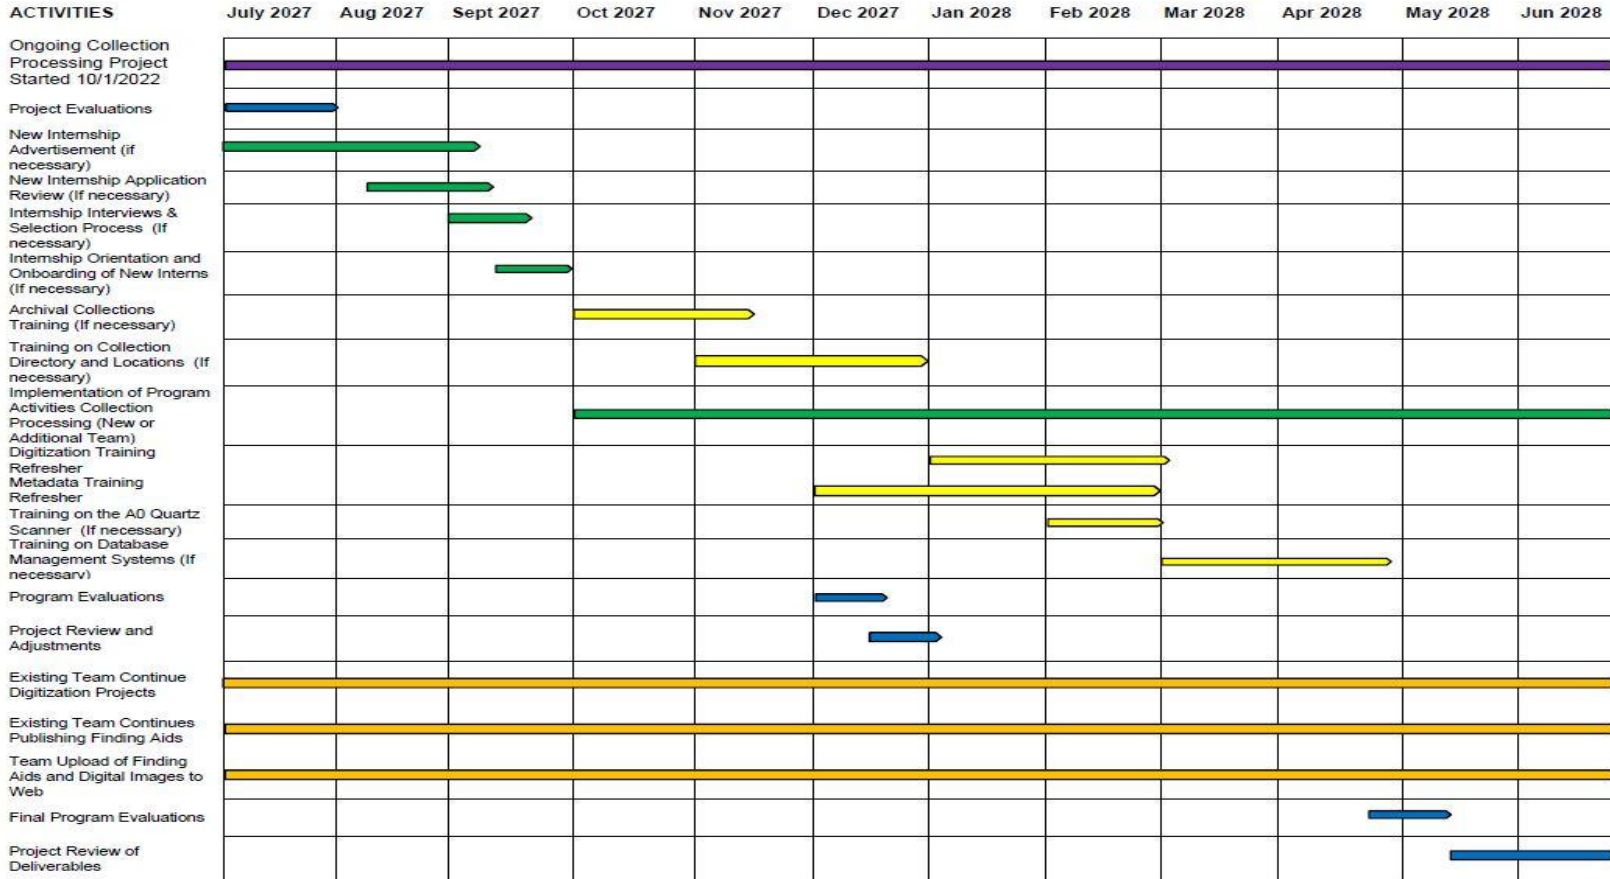 ACTIVITIES July 2027 Aug 2027 Sept 2027 Oct 2027 Nov 2027 Dec 2027 Jan 2028 Feb 2028 Mar 2028 Apr 2028 May 2028 Jun 2028
Ongoing Collection
Processing Project
Started 10/1/2022
Project Evaluations
New Internship
Advertisement (if
necessary)
New Internship Application
Review (If necessary)
Internship Interviews &
Selection Process (If
necessary)
Internship Orientation and
Onboarding of New Interns
(If necessary)
Archival Collections
Training (If necessary)
Training on Collection
Directory and Locations (If
necessary)
Implementation of Program
Activities Collection
Processing (New or
Additional Team)
Digitization Training
Refresher
Metadata Training
Refresher
Training on the A0 Quartz
Scanner (If necessary)
Training on Database
Management Systems (If
necessary)
Program Evaluations
Project Review and
Adjustments
Existing Team Continue
Digitization Projects
Existing Team Continues
Publishing Finding Aids
Team Upload of Finding
Aids and Digital Images to
Web
Final Program Evaluations
Project Review of
Deliverables